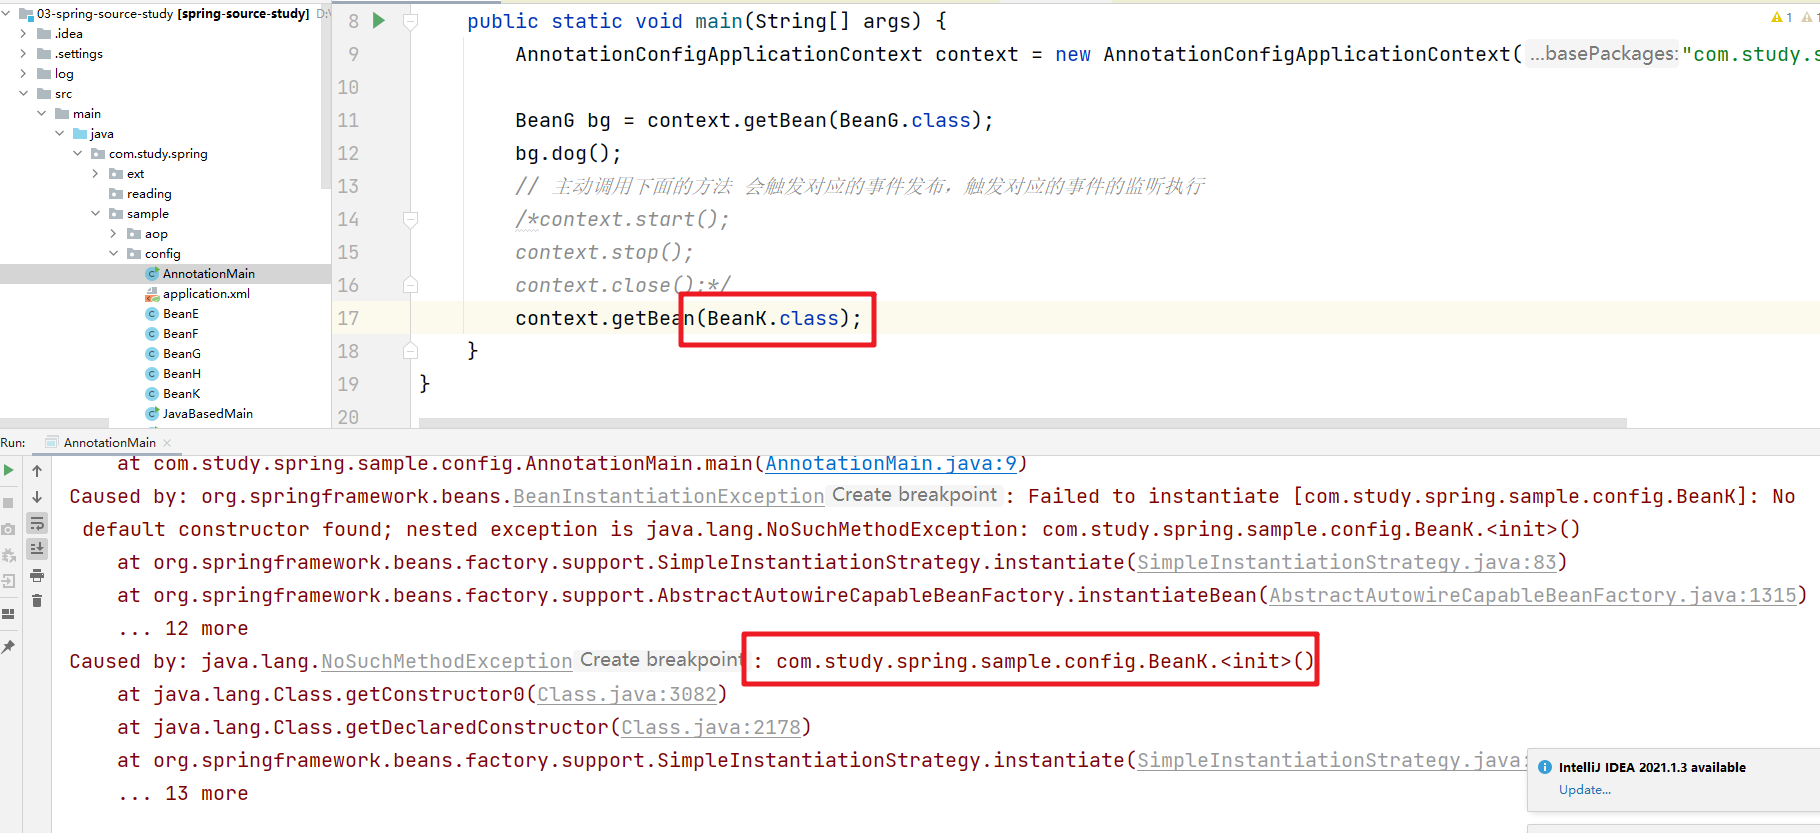 03-spring-source-study [spring-source-study] D:\
.idea
.settings
log
src
main
java
com.study.spring
ext
reading
sample
aop
config
AnnotationMain
application.xml
BeanE
BeanF
BeanG
BeanH
BeanK
JavaBasedMain
8 public static void main(String[] args) {
9 AnnotationConfigApplicationContext context = new AnnotationConfigApplicationContext( ...basePackages: "com.study.s
10
11 BeanG bg = context.getBean(BeanG.class);
12 bg.dog();
13 // 主动调用下面的方法 会触发对应的事件发布，触发对应的事件的监听执行
14 /*context.start();
15 context.stop();
16 context.close();*/
17 context.getBean(BeanK.class);
18 }
19 }
20
1 1
Run: AnnotationMain
at com.study.spring.sample.config.AnnotationMain.main(AnnotationMain.java:9)
Caused by: org.springframework.beans.BeanInstantiationException Create breakpoint : Failed to instantiate [com.study.spring.sample.config.BeanK]: No
default constructor found; nested exception is java.lang.NoSuchMethodException: com.study.spring.sample.config.BeanK.<init>()
at org.springframework.beans.factory.support.SimpleInstantiationStrategy.instantiate(SimpleInstantiationStrategy.java:83)
at org.springframework.beans.factory.support.AbstractAutowireCapableBeanFactory.instantiateBean(AbstractAutowireCapableBeanFactory.java:1315)
... 12 more
Caused by: java.lang.NoSuchMethodException Create breakpoint : com.study.spring.sample.config.BeanK.<init>()
at java.lang.Class.getConstructor0(Class.java:3082)
at java.lang.Class.getDeclaredConstructor(Class.java:2178)
at org.springframework.beans.factory.support.SimpleInstantiationStrategy.instantiate(SimpleInstantiationStrategy.java:
... 13 more
IntelliJ IDEA 2021.1.3 available
Update...